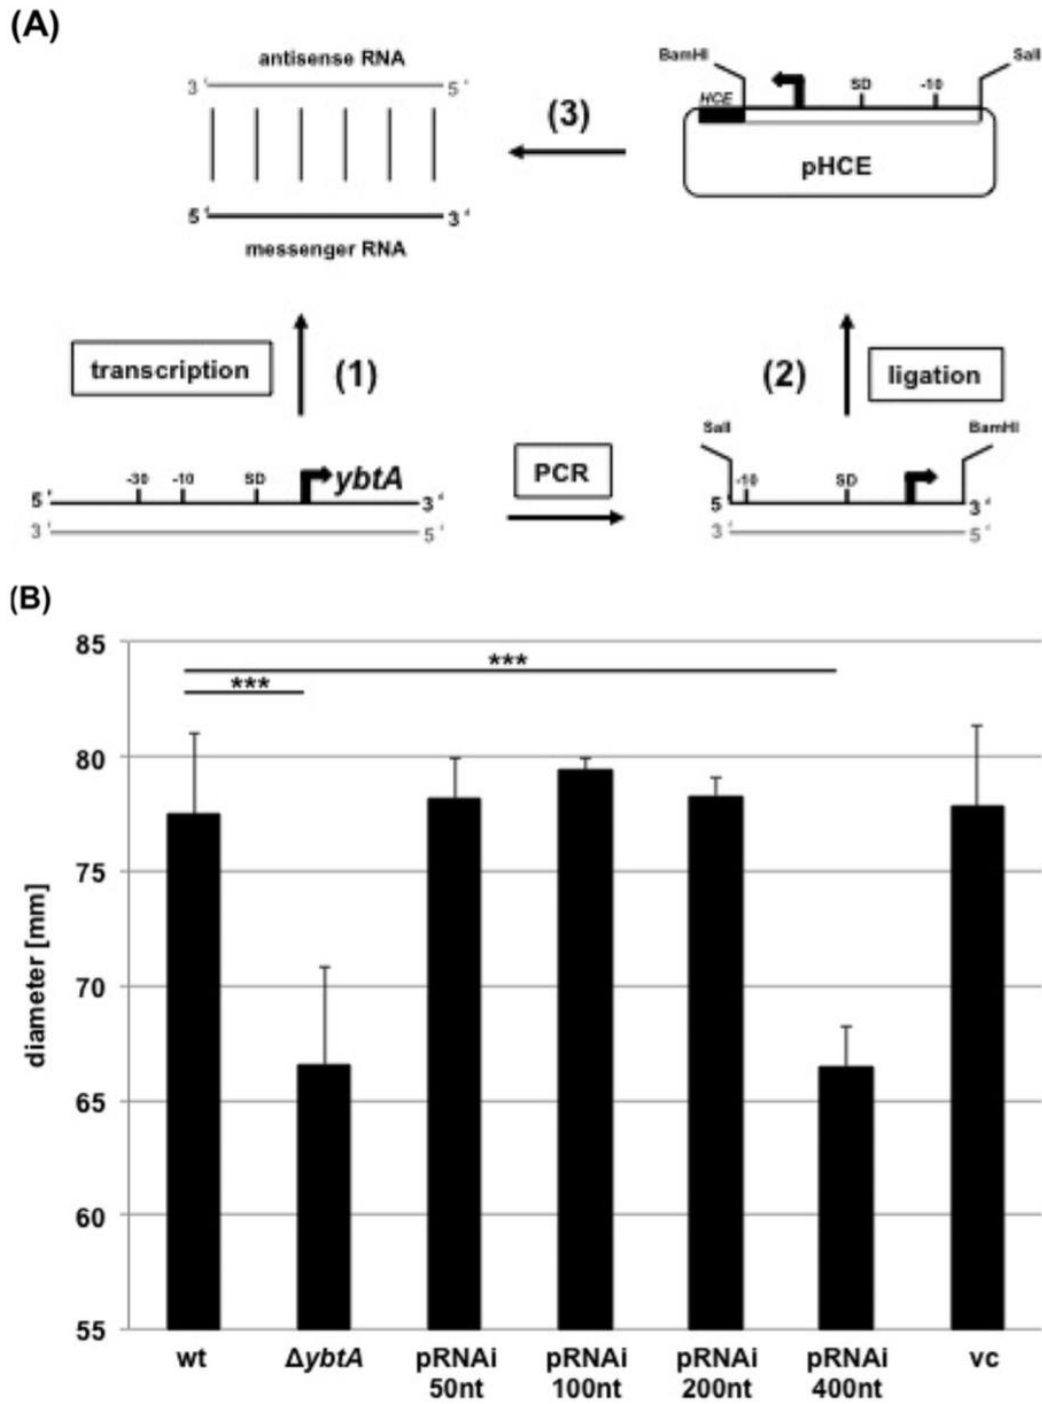 (A)
antisense RNA
3' 5'
5' 3'
messenger RNA
(3)
BamHI SalI
HCE SD -10
pHCE
transcription
(1)
(2)
ligation
-30 -10 SD ybtA
5' 3'
3' 5'
PCR
SalI BamHI
-10 SD
5' 3'
3' 5'
(B)
85
80
75
70
65
60
55
diameter [mm]
***
***
wt ΔybtA pRNAi pRNAi pRNAi pRNAi vc
50nt 100nt 200nt 400nt